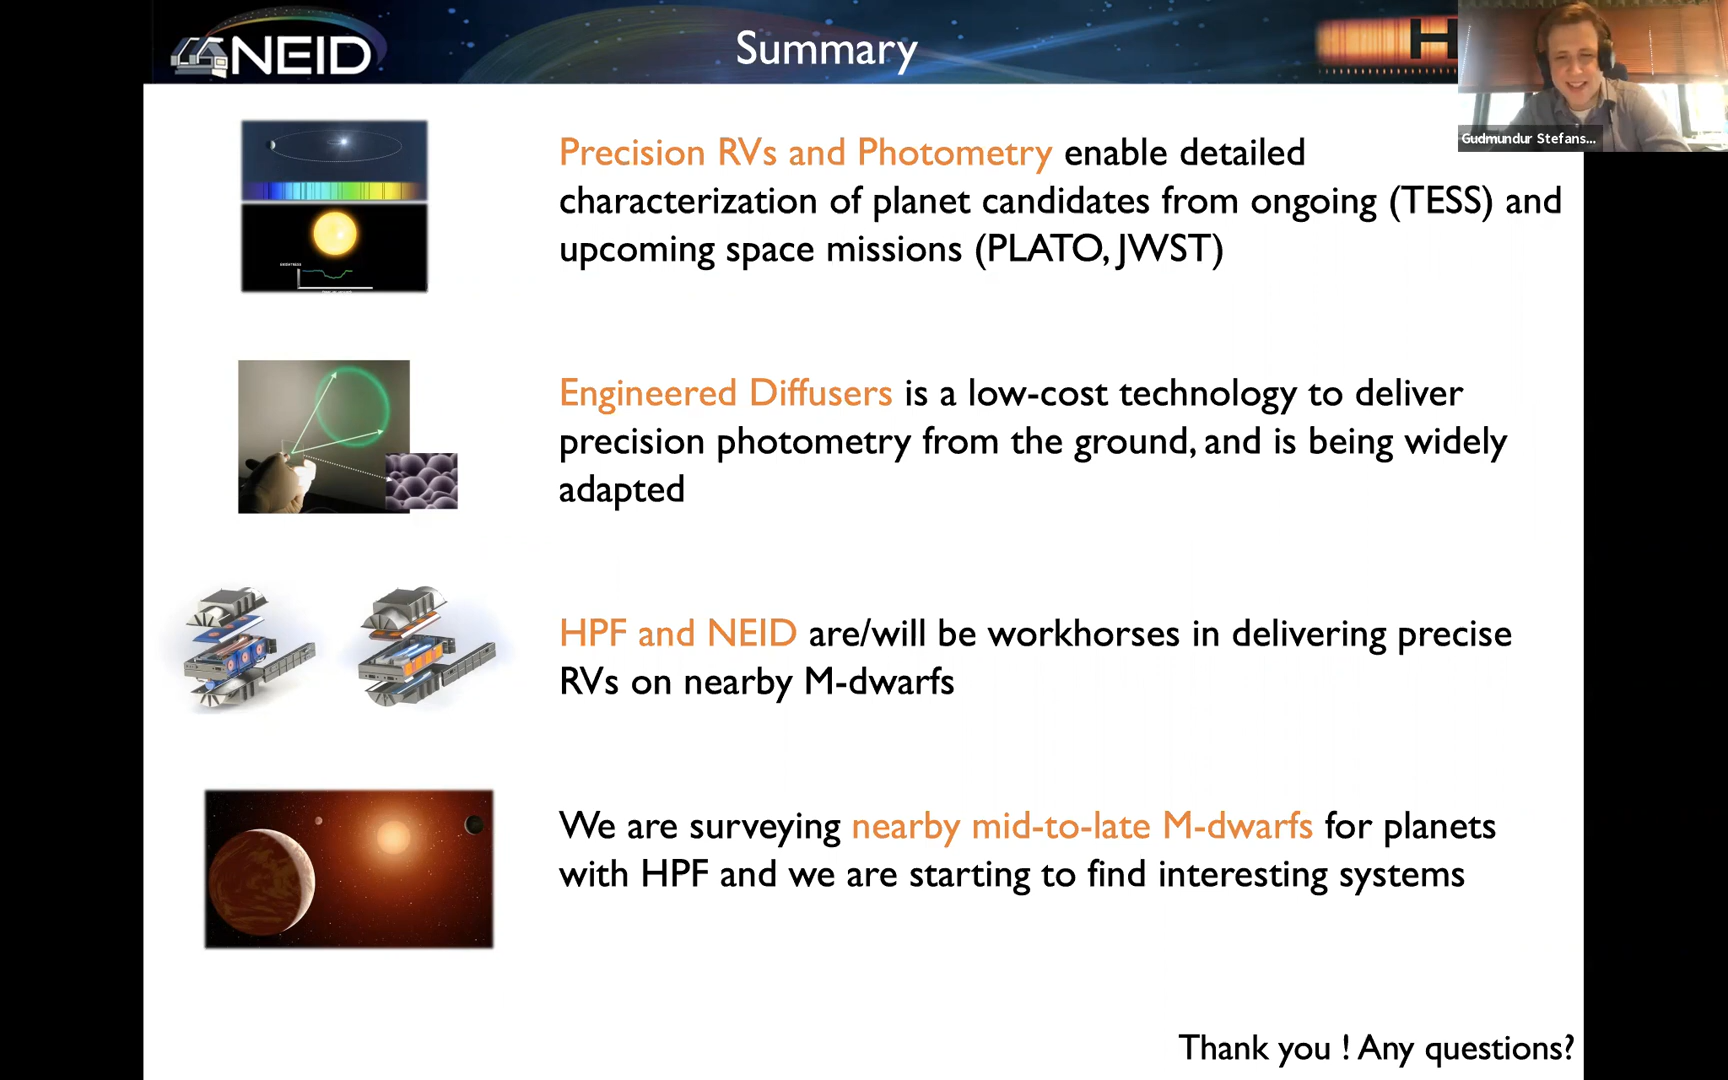 NEID
Summary
H
Gudmundur Stefans...
Precision RVs and Photometry enable detailed
characterization of planet candidates from ongoing (TESS) and
upcoming space missions (PLATO, JWST)
Engineered Diffusers is a low-cost technology to deliver
precision photometry from the ground, and is being widely
adapted
HPF and NEID are/will be workhorses in delivering precise
RVs on nearby M-dwarfs
We are surveying nearby mid-to-late M-dwarfs for planets
with HPF and we are starting to find interesting systems
Thank you ! Any questions?